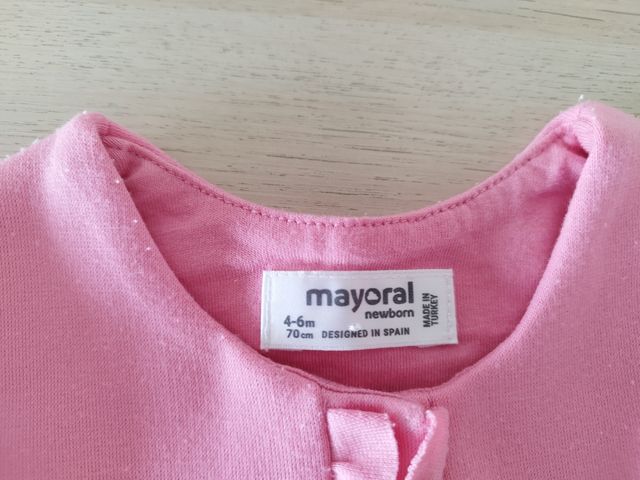 mayoral
newborn
4-6m
70cm DESIGNED IN SPAIN
MADE IN
TURKEY